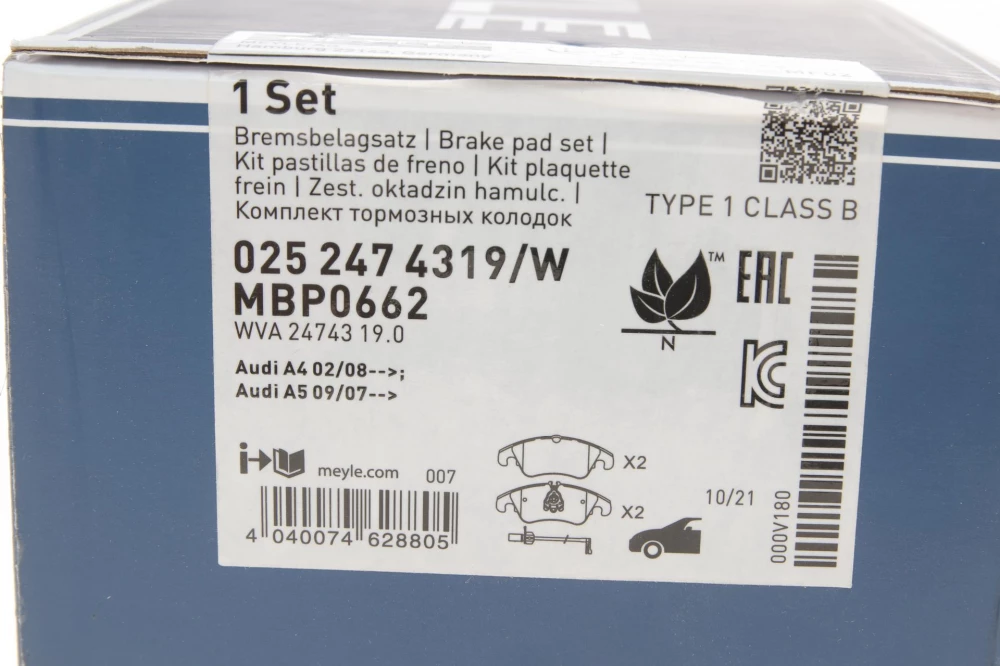 1 Set
Bremsbelagsatz | Brake pad set |
Kit pastillas de freno | Kit plaquette
frein | Zest. okładzin hamulc. |
Комплект тормозных колодок
TYPE 1 CLASS B
025 247 4319/W
MBP0662
WVA 24743 19.0
TM
EAC
N
Audi A4 02/08-->;
Audi A5 09/07-->
meyle.com
007
X2
X2
10/21
000V180
4 040074 628805